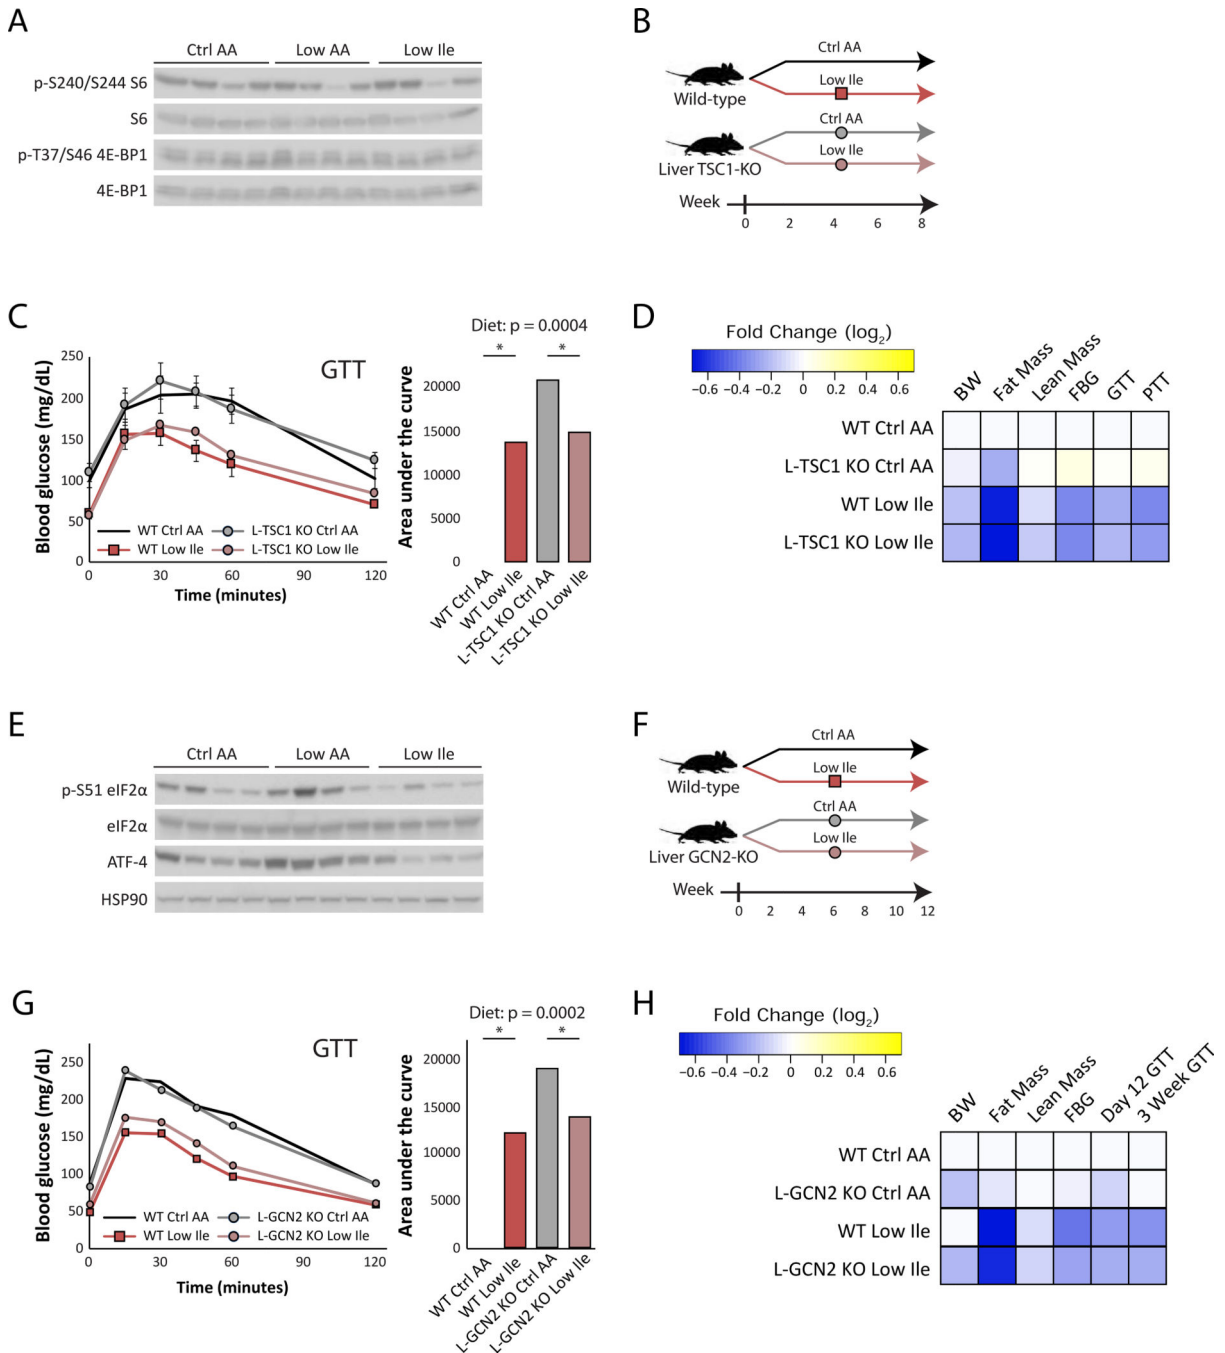 A
Ctrl AA Low AA Low Ile
p-S240/S244 S6
S6
p-T37/S46 4E-BP1
4E-BP1
B
Ctrl AA
Low Ile
Wild-type
Ctrl AA
Low Ile
Liver TSC1-KO
Week
0 2 4 6 8
C
GTT
Blood glucose (mg/dL)
250
200
150
100
50
0
WT Ctrl AA L-TSC1 KO Ctrl AA
WT Low Ile L-TSC1 KO Low Ile
0 30 60 90 120
Time (minutes)
Diet: p = 0.0004
* *
Area under the curve
20000
15000
10000
5000
0
WT Ctrl AA
WT Low Ile
L-TSC1 KO Ctrl AA
L-TSC1 KO Low Ile
D
Fold Change (log2)
−0.6 −0.4 −0.2 0 0.2 0.4 0.6
BW Fat Mass Lean Mass FBG GTT PTT
WT Ctrl AA
L-TSC1 KO Ctrl AA
WT Low Ile
L-TSC1 KO Low Ile
E
Ctrl AA Low AA Low Ile
p-S51 eIF2α
eIF2α
ATF-4
HSP90
F
Ctrl AA
Low Ile
Wild-type
Ctrl AA
Low Ile
Liver GCN2-KO
Week
0 2 4 6 8 10 12
G
GTT
Blood glucose (mg/dL)
250
200
150
100
50
0
WT Ctrl AA L-GCN2 KO Ctrl AA
WT Low Ile L-GCN2 KO Low Ile
0 30 60 90 120
Time (minutes)
Diet: p = 0.0002
* *
Area under the curve
20000
15000
10000
5000
0
WT Ctrl AA
WT Low Ile
L-GCN2 KO Ctrl AA
L-GCN2 KO Low Ile
H
Fold Change (log2)
−0.6 −0.4 −0.2 0 0.2 0.4 0.6
BW Fat Mass Lean Mass FBG Day 12 GTT 3 Week GTT
WT Ctrl AA
L-GCN2 KO Ctrl AA
WT Low Ile
L-GCN2 KO Low Ile